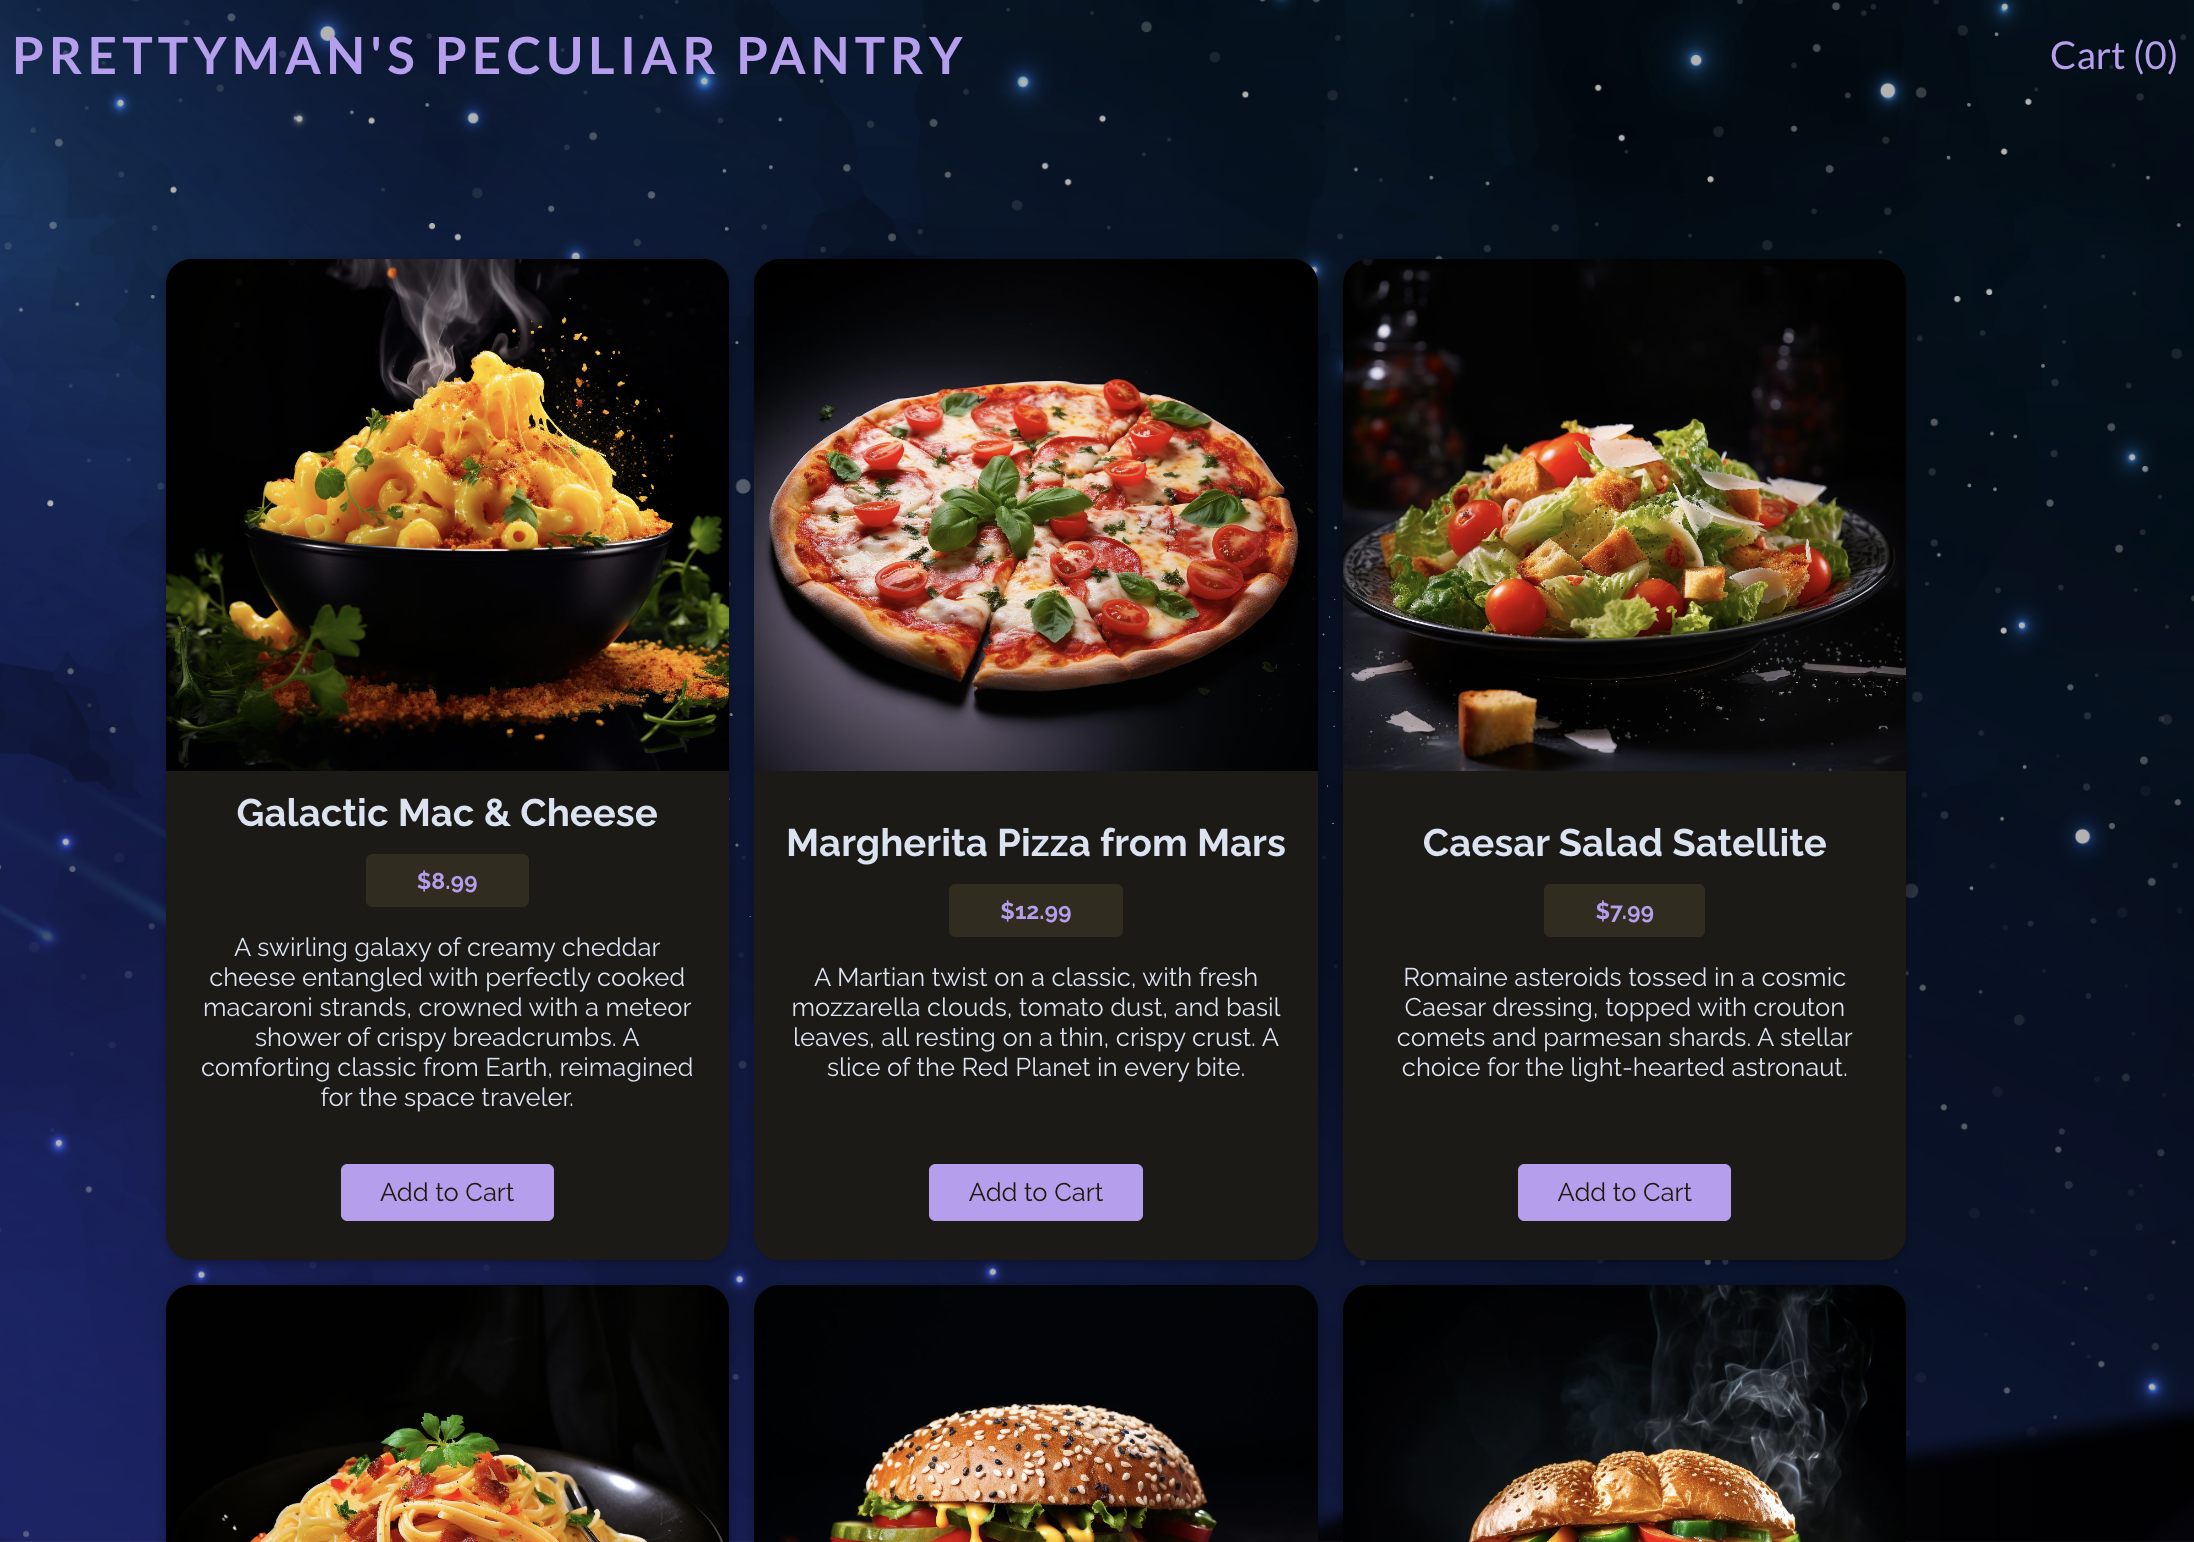 PRETTYMAN'S PECULIAR PANTRY
Cart (0)
Galactic Mac & Cheese
$8.99
A swirling galaxy of creamy cheddar
cheese entangled with perfectly cooked
macaroni strands, crowned with a meteor
shower of crispy breadcrumbs. A
comforting classic from Earth, reimagined
for the space traveler.
Add to Cart
Margherita Pizza from Mars
$12.99
A Martian twist on a classic, with fresh
mozzarella clouds, tomato dust, and basil
leaves, all resting on a thin, crispy crust. A
slice of the Red Planet in every bite.
Add to Cart
Caesar Salad Satellite
$7.99
Romaine asteroids tossed in a cosmic
Caesar dressing, topped with crouton
comets and parmesan shards. A stellar
choice for the light-hearted astronaut.
Add to Cart